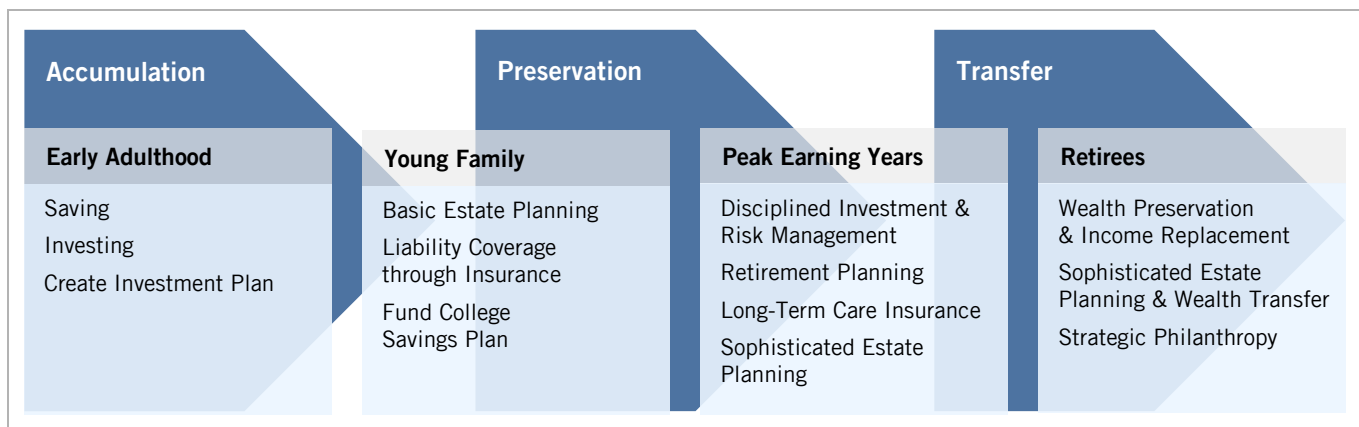 Accumulation
Preservation
Transfer
Early Adulthood
Saving
Investing
Create Investment Plan
Young Family
Basic Estate Planning
Liability Coverage
through Insurance
Fund College
Savings Plan
Peak Earning Years
Disciplined Investment &
Risk Management
Retirement Planning
Long-Term Care Insurance
Sophisticated Estate
Planning
Retirees
Wealth Preservation
& Income Replacement
Sophisticated Estate
Planning & Wealth Transfer
Strategic Philanthropy